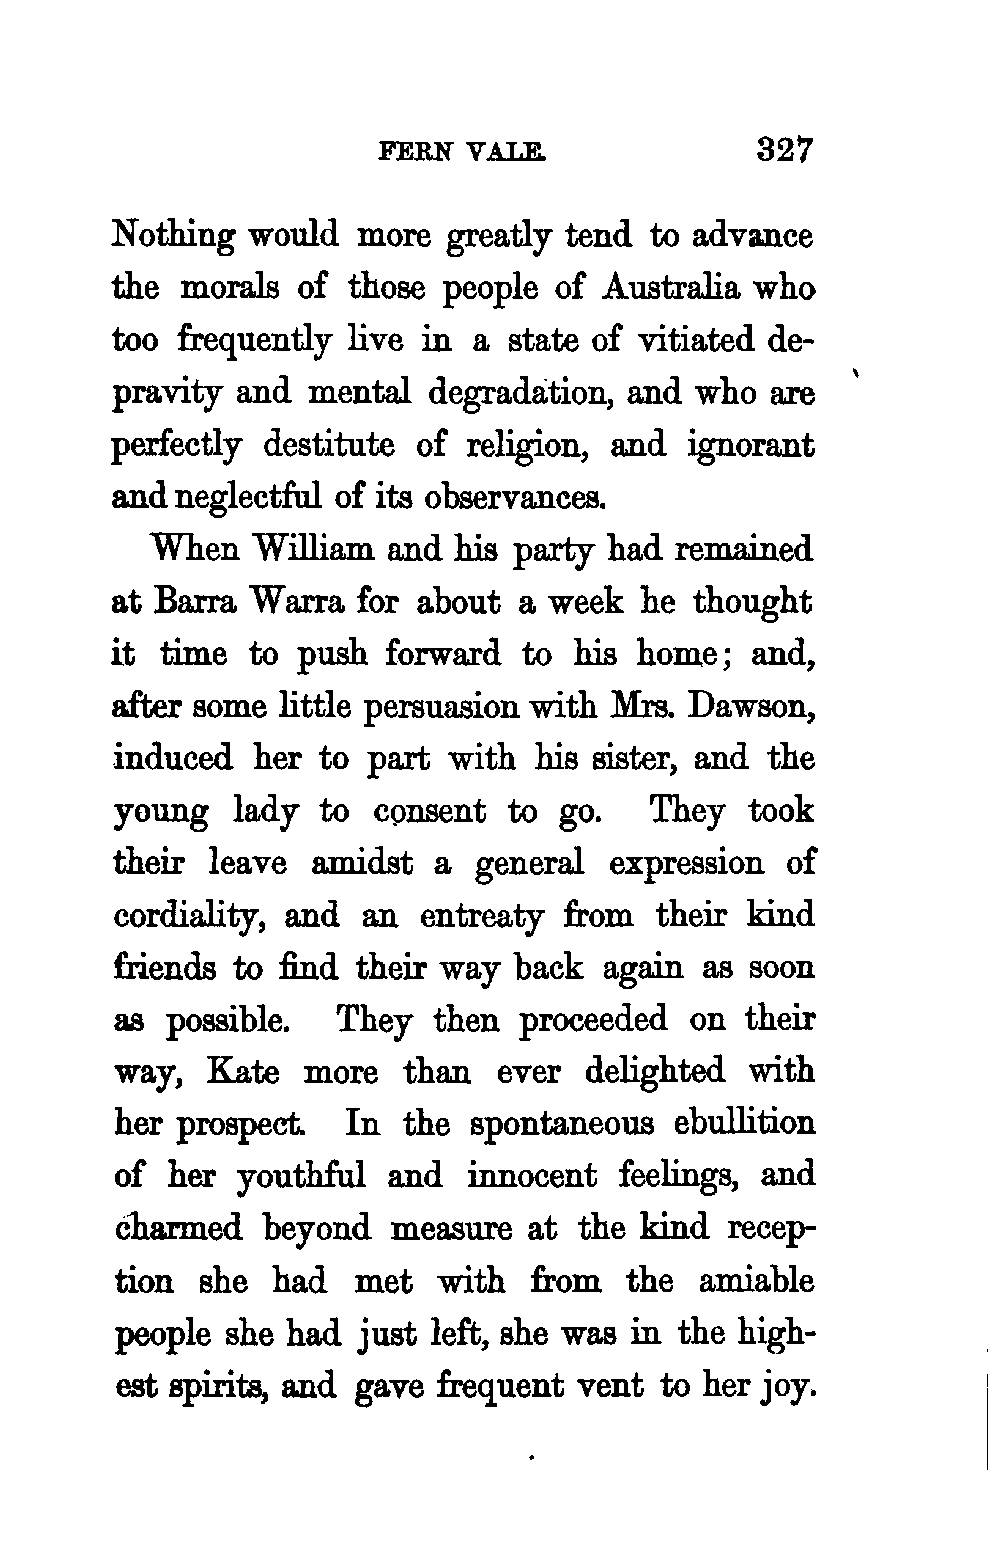 FERN VALE. 327
Nothing would more greatly tend to advance
the morals of those people of Australia who
too frequently live in a state of vitiated de-
pravity and mental degradation, and who are
perfectly destitute of religion, and ignorant
and neglectful of its observances.
When William and his party had remained
at Barra Warra for about a week he thought
it time to push forward to his home; and,
after some little persuasion with Mrs. Dawson,
induced her to part with his sister, and the
young lady to consent to go. They took
their leave amidst a general expression of
cordiality, and an entreaty from their kind
friends to find their way back again as soon
as possible. They then proceeded on their
way, Kate more than ever delighted with
her prospect. In the spontaneous ebullition
of her youthful and innocent feelings, and
charmed beyond measure at the kind recep-
tion she had met with from the amiable
people she had just left, she was in the high-
est spirits, and gave frequent vent to her joy.